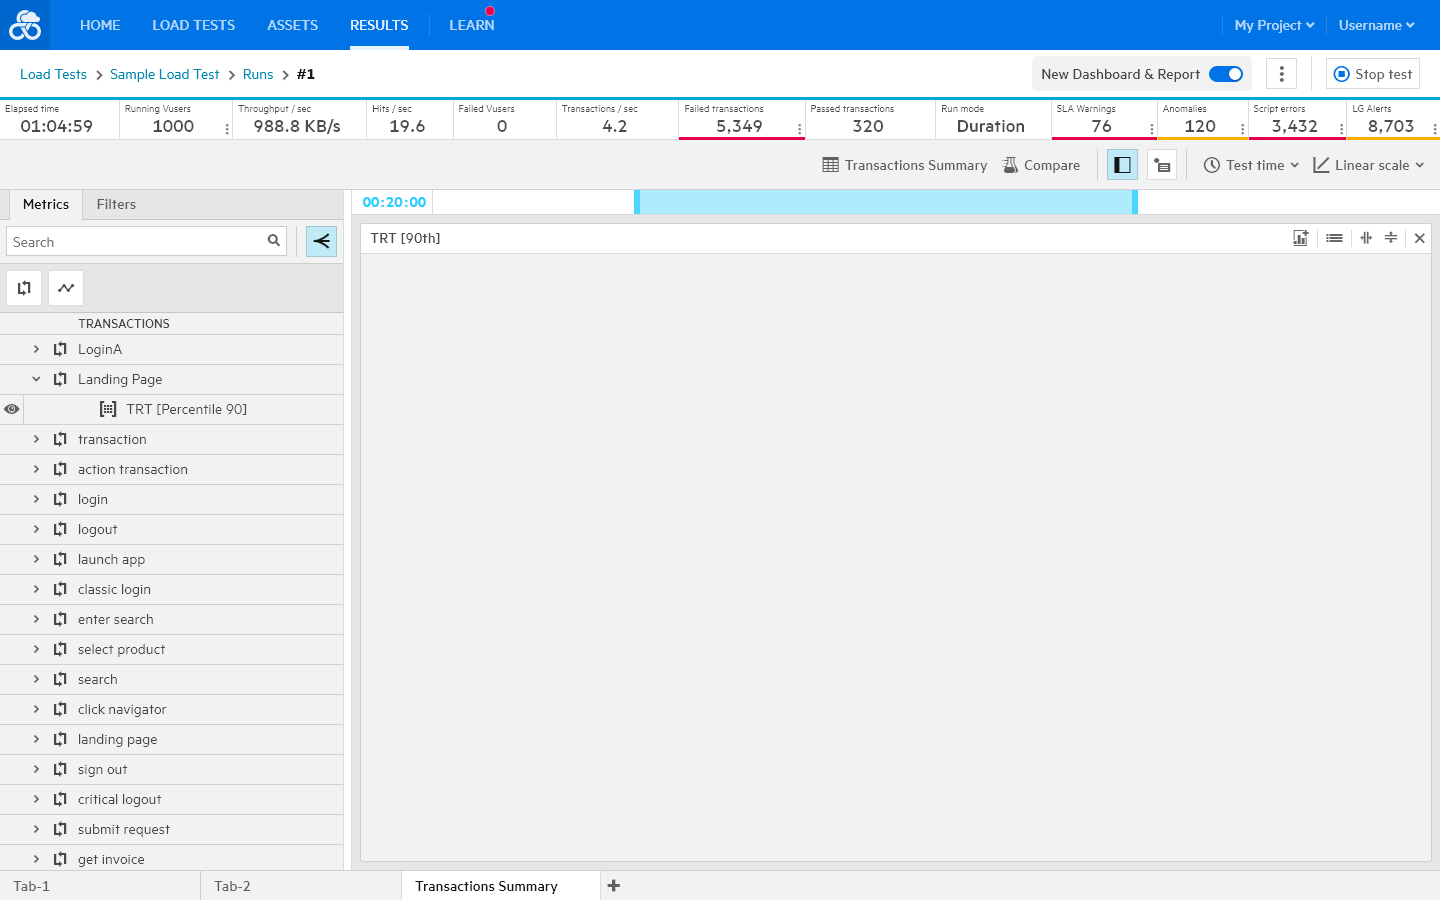 HOME LOAD TESTS ASSETS RESULTS LEARN My Project Username
Load Tests Sample Load Test Runs #1 New Dashboard & Report Stop test
Elapsed time Running Vusers Throughput / sec Hits / sec Failed Vusers Transactions / sec Failed transactions Passed transactions Run mode SLA Warnings Anomalies Script errors LG Alerts
01:04:59 1000 988.8 KB/s 19.6 0 4.2 5,349 320 Duration 76 120 3,432 8,703
Transactions Summary Compare Test time Linear scale
Metrics Filters 00:20:00
Search TRT [90th]
TRANSACTIONS
LoginA
Landing Page
TRT [Percentile 90]
transaction
action transaction
login
logout
launch app
classic login
enter search
select product
search
click navigator
landing page
sign out
critical logout
submit request
get invoice
Tab-1 Tab-2 Transactions Summary